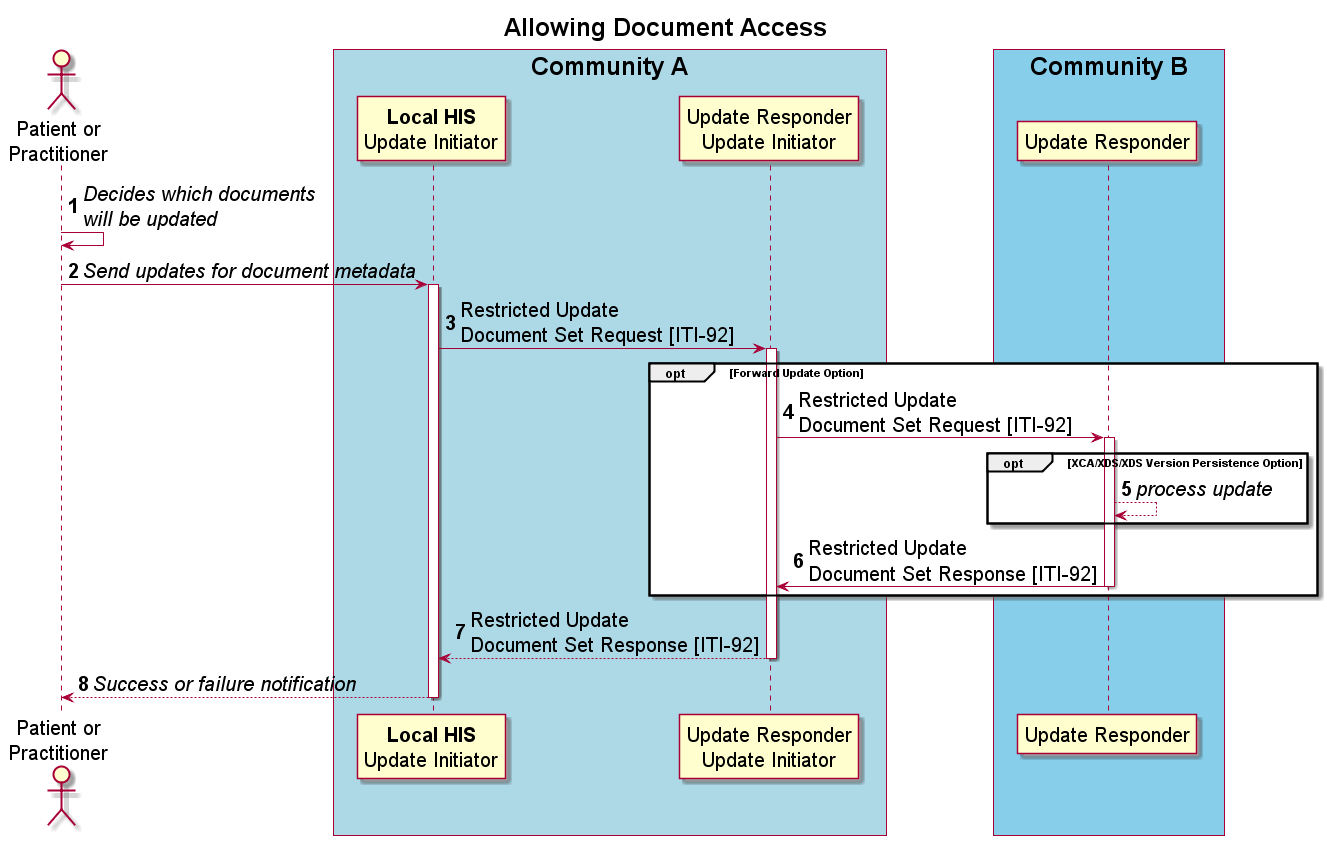 Allowing Document Access
Community A
Community B
Patient or
Practitioner
Local HIS
Update Initiator
Update Responder
Update Initiator
Update Responder
1 Decides which documents
will be updated
2 Send updates for document metadata
3 Restricted Update
Document Set Request [ITI-92]
opt [Forward Update Option]
4 Restricted Update
Document Set Request [ITI-92]
opt [XCA/XDS/XDS Version Persistence Option]
5 process update
6 Restricted Update
Document Set Response [ITI-92]
7 Restricted Update
Document Set Response [ITI-92]
8 Success or failure notification
Patient or
Practitioner
Local HIS
Update Initiator
Update Responder
Update Initiator
Update Responder